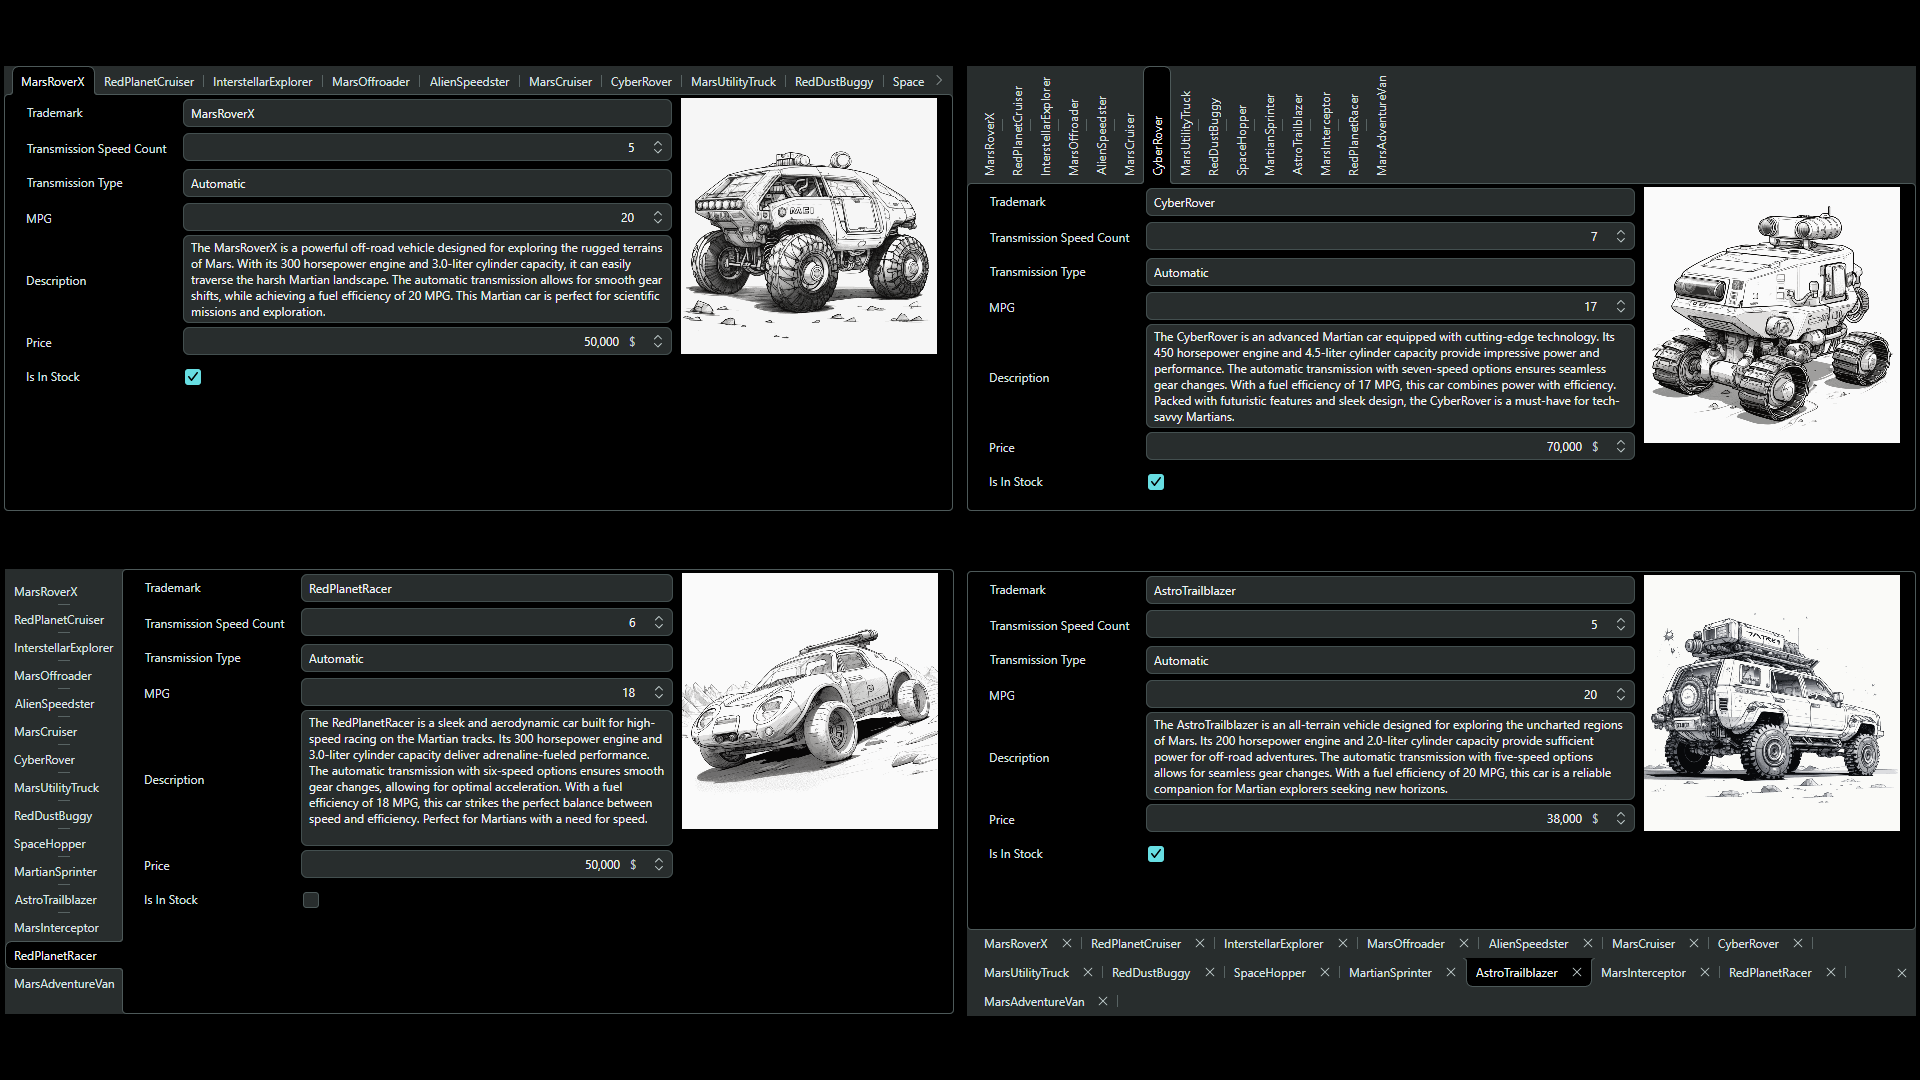 MarsRoverX
RedPlanetCruiser
InterstellarExplorer
MarsOffroader
AlienSpeedster
MarsCruiser
CyberRover
MarsUtilityTruck
RedDustBuggy
Space
Trademark
MarsRoverX
Transmission Speed Count
5
Transmission Type
Automatic
MPG
20
Description
The MarsRoverX is a powerful off-road vehicle designed for exploring the rugged terrains
of Mars. With its 300 horsepower engine and 3.0-liter cylinder capacity, it can easily
traverse the harsh Martian landscape. The automatic transmission allows for smooth gear
shifts, while achieving a fuel efficiency of 20 MPG. This Martian car is perfect for scientific
missions and exploration.
Price
50,000 $
Is In Stock
MarsRoverX
RedPlanetCruiser
InterstellarExplorer
MarsOffroader
AlienSpeedster
MarsCruiser
CyberRover
MarsUtilityTruck
RedDustBuggy
SpaceHopper
MartianSprinter
AstroTrailblazer
MarsInterceptor
RedPlanetRacer
MarsAdventureVan
Trademark
CyberRover
Transmission Speed Count
7
Transmission Type
Automatic
MPG
17
Description
The CyberRover is an advanced Martian car equipped with cutting-edge technology. Its
450 horsepower engine and 4.5-liter cylinder capacity provide impressive power and
performance. The automatic transmission with seven-speed options ensures seamless
gear changes. With a fuel efficiency of 17 MPG, this car combines power with efficiency.
Packed with futuristic features and sleek design, the CyberRover is a must-have for tech-
savvy Martians.
Price
70,000 $
Is In Stock
MarsRoverX
RedPlanetCruiser
InterstellarExplorer
MarsOffroader
AlienSpeedster
MarsCruiser
CyberRover
MarsUtilityTruck
RedDustBuggy
SpaceHopper
MartianSprinter
AstroTrailblazer
MarsInterceptor
RedPlanetRacer
MarsAdventureVan
Trademark
RedPlanetRacer
Transmission Speed Count
6
Transmission Type
Automatic
MPG
18
Description
The RedPlanetRacer is a sleek and aerodynamic car built for high-
speed racing on the Martian tracks. Its 300 horsepower engine and
3.0-liter cylinder capacity deliver adrenaline-fueled performance.
The automatic transmission with six-speed options ensures smooth
gear changes, allowing for optimal acceleration. With a fuel
efficiency of 18 MPG, this car strikes the perfect balance between
speed and efficiency. Perfect for Martians with a need for speed.
Price
50,000 $
Is In Stock
Trademark
AstroTrailblazer
Transmission Speed Count
5
Transmission Type
Automatic
MPG
20
Description
The AstroTrailblazer is an all-terrain vehicle designed for exploring the uncharted regions
of Mars. Its 200 horsepower engine and 2.0-liter cylinder capacity provide sufficient
power for off-road adventures. The automatic transmission with five-speed options
allows for seamless gear changes. With a fuel efficiency of 20 MPG, this car is a reliable
companion for Martian explorers seeking new horizons.
Price
38,000 $
Is In Stock
MarsRoverX
RedPlanetCruiser
InterstellarExplorer
MarsOffroader
AlienSpeedster
MarsCruiser
CyberRover
MarsUtilityTruck
RedDustBuggy
SpaceHopper
MartianSprinter
AstroTrailblazer
MarsInterceptor
RedPlanetRacer
MarsAdventureVan